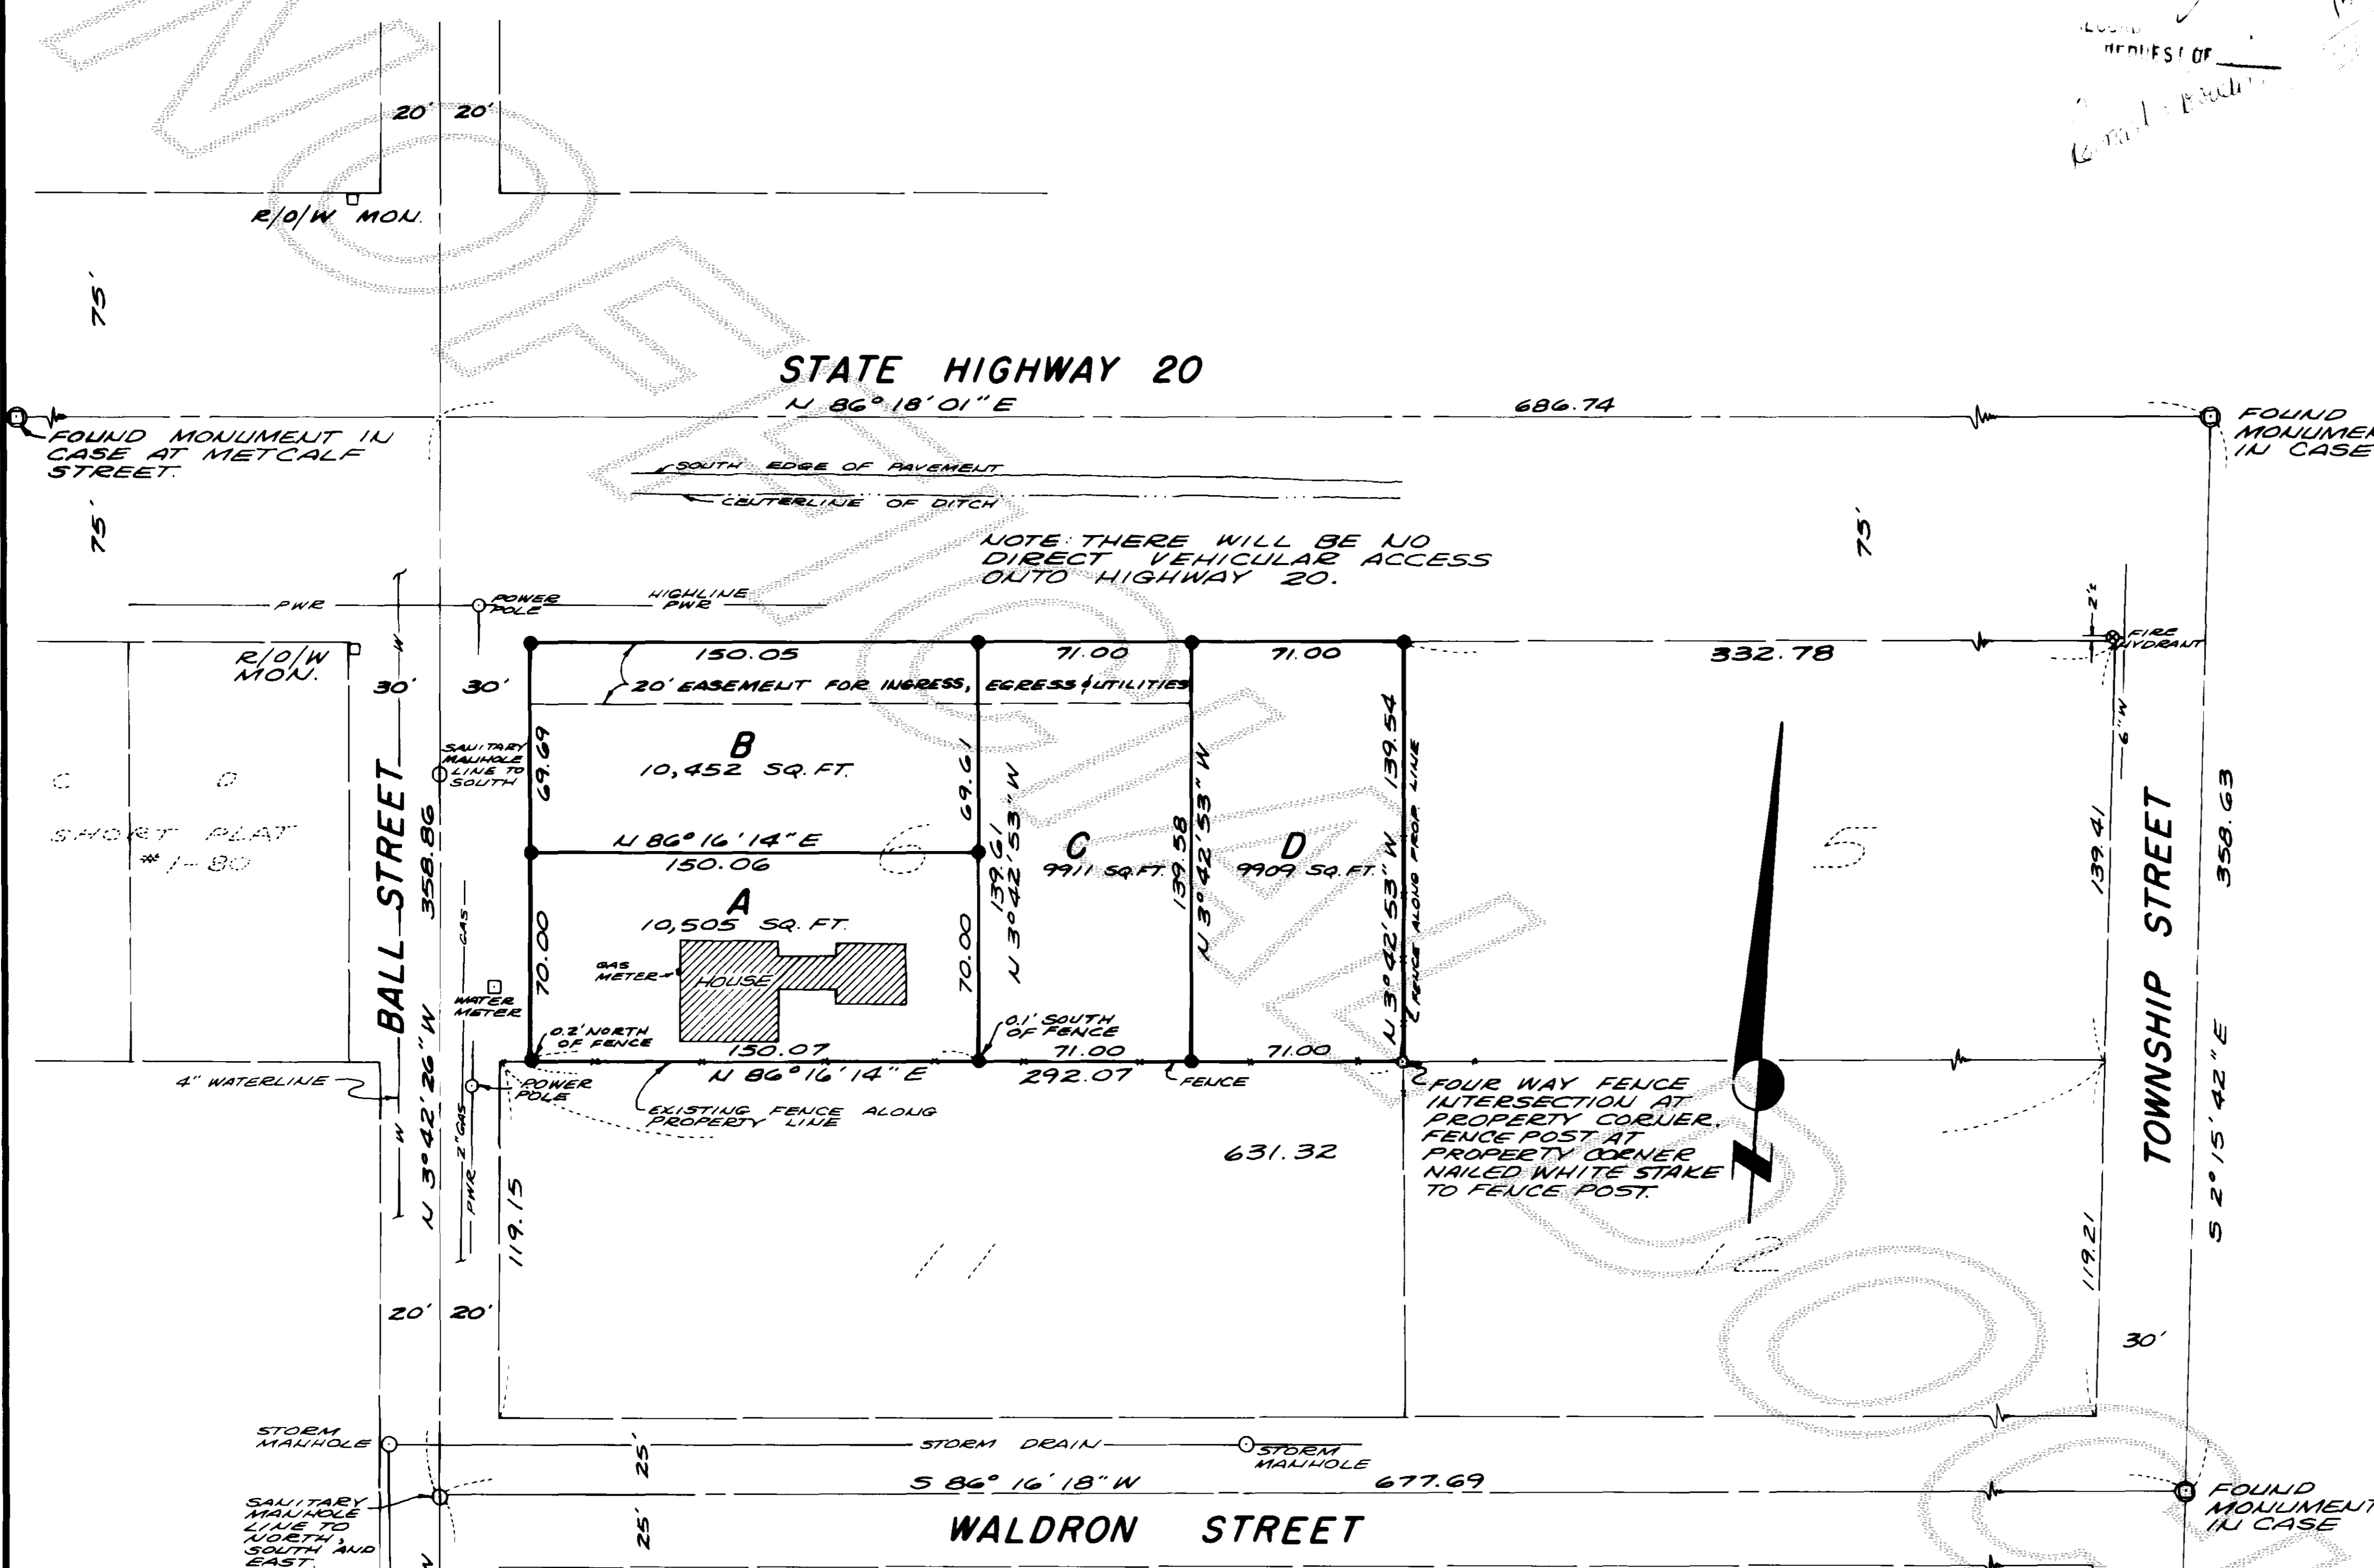 REQUEST OF
20' 20'
R/O/W MON.
75'
STATE HIGHWAY 20
N 86° 18' 01" E
686.74
FOUND MONUMENT IN
CASE AT METCALF
STREET.
FOUND
MONUMEN
IN CASE
SOUTH EDGE OF PAVEMENT
CENTERLINE OF DITCH
75'
75'
NOTE: THERE WILL BE NO
DIRECT VEHICULAR ACCESS
ONTO HIGHWAY 20.
PWR
POWER
POLE
HIGHLINE
PWR
W
2'±
FIRE
HYDRANT
R/O/W
MON.
30' 30'
150.05
71.00
71.00
332.78
20' EASEMENT FOR INGRESS, EGRESS & UTILITIES
6" W
SANITARY
MANHOLE
LINE TO
SOUTH
69.69
B
10,452 SQ. FT.
69.61
N 3° 42' 53" W
139.61
139.58
N 3° 42' 53" W
139.54
N 3° 42' 53" W
FENCE ALONG PROP. LINE
C D
SHORT PLAT
#1-80
BALL STREET
358.86
N 3° 42' 26" W
N 86° 16' 14" E
150.06
6
C
9911 SQ. FT.
D
9909 SQ. FT.
5
139.41
TOWNSHIP STREET
358.63
S 2° 15' 42" E
A
10,505 SQ. FT.
70.00
70.00
GAS
METER
HOUSE
GAS
WATER
METER
0.2' NORTH
OF FENCE
0.1' SOUTH
OF FENCE
150.07
71.00
71.00
N 86° 16' 14" E
292.07
FENCE
4" WATERLINE
POWER
POLE
EXISTING FENCE ALONG
PROPERTY LINE
FOUR WAY FENCE
INTERSECTION AT
PROPERTY CORNER.
FENCE POST AT
PROPERTY CORNER
NAILED WHITE STAKE
TO FENCE POST.
W
2" GAS
PWR
119.15
631.32
Z
11
12
119.21
20' 20'
30'
STORM
MANHOLE
STORM DRAIN
STORM
MANHOLE
25'
S 86° 16' 18" W
677.69
SANITARY
MANHOLE
LINE TO
NORTH,
SOUTH AND
EAST.
25'
WALDRON STREET
FOUND
MONUMENT
IN CASE
W
UNOFFICIAL DOC